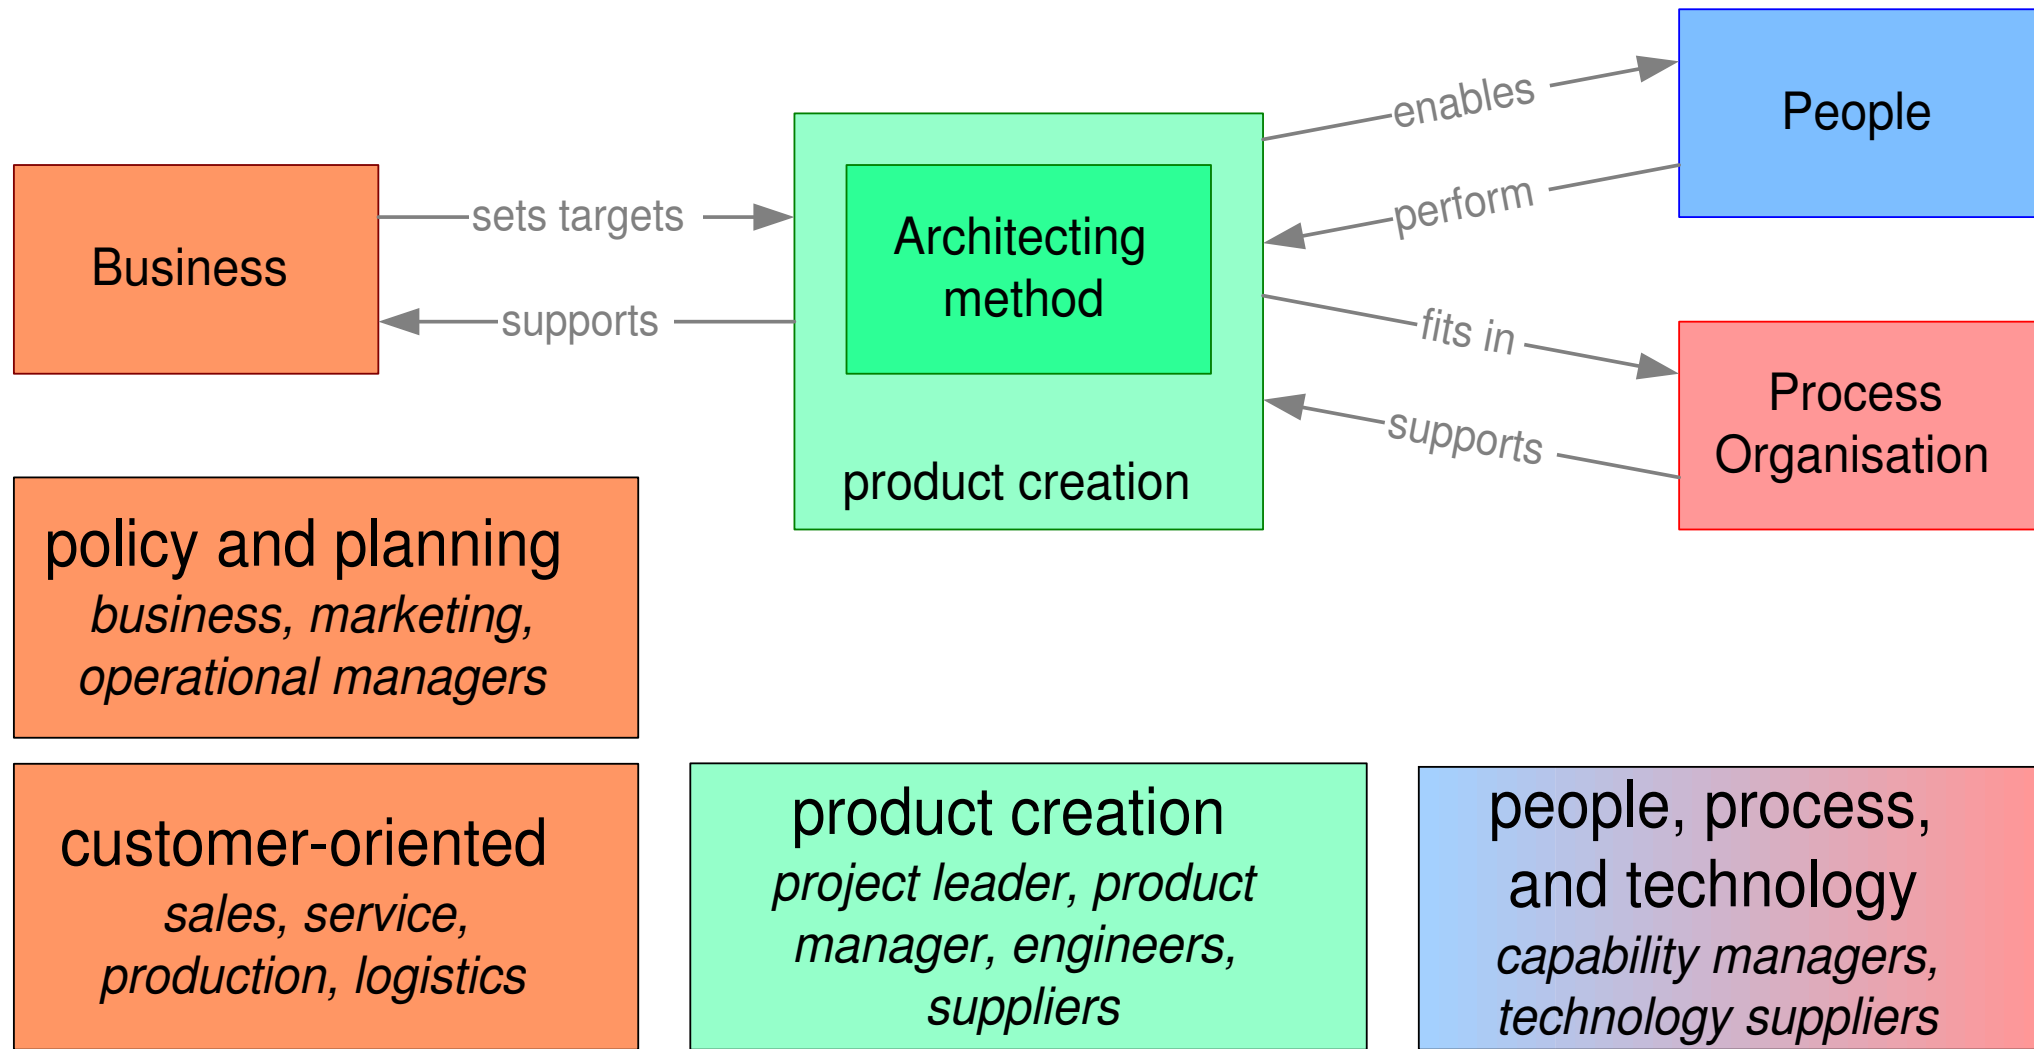 Business
sets targets
supports
Architecting
method
product creation
enables
perform
fits in
supports
People
Process
Organisation
policy and planning
business, marketing,
operational managers
customer-oriented
sales, service,
production, logistics
product creation
project leader, product
manager, engineers,
suppliers
people, process,
and technology
capability managers,
technology suppliers